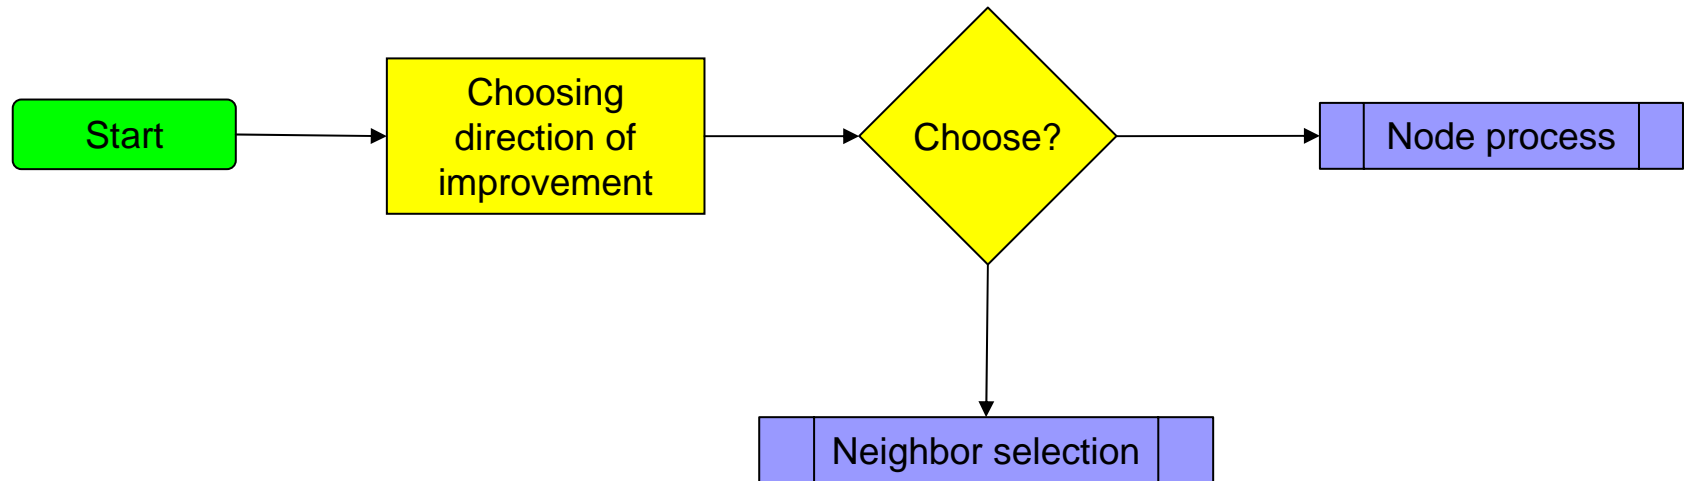 Start
Choosing
direction of
improvement
Choose?
Node process
Neighbor selection